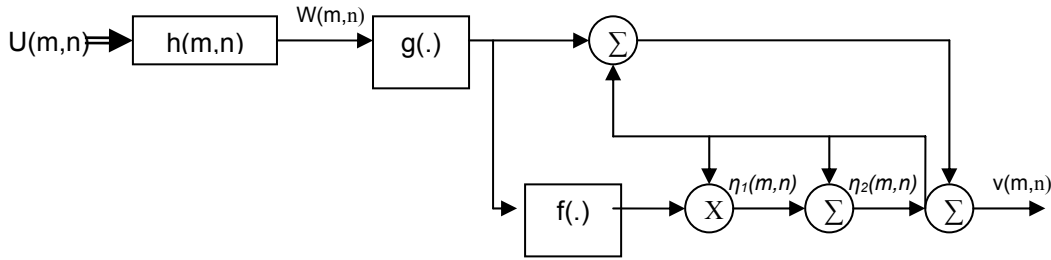 W(m,n)
U(m,n)
h(m,n)
g(.)
∑
η₁(m,n)
η₂(m,n)
v(m,n)
f(.)
X
∑
∑